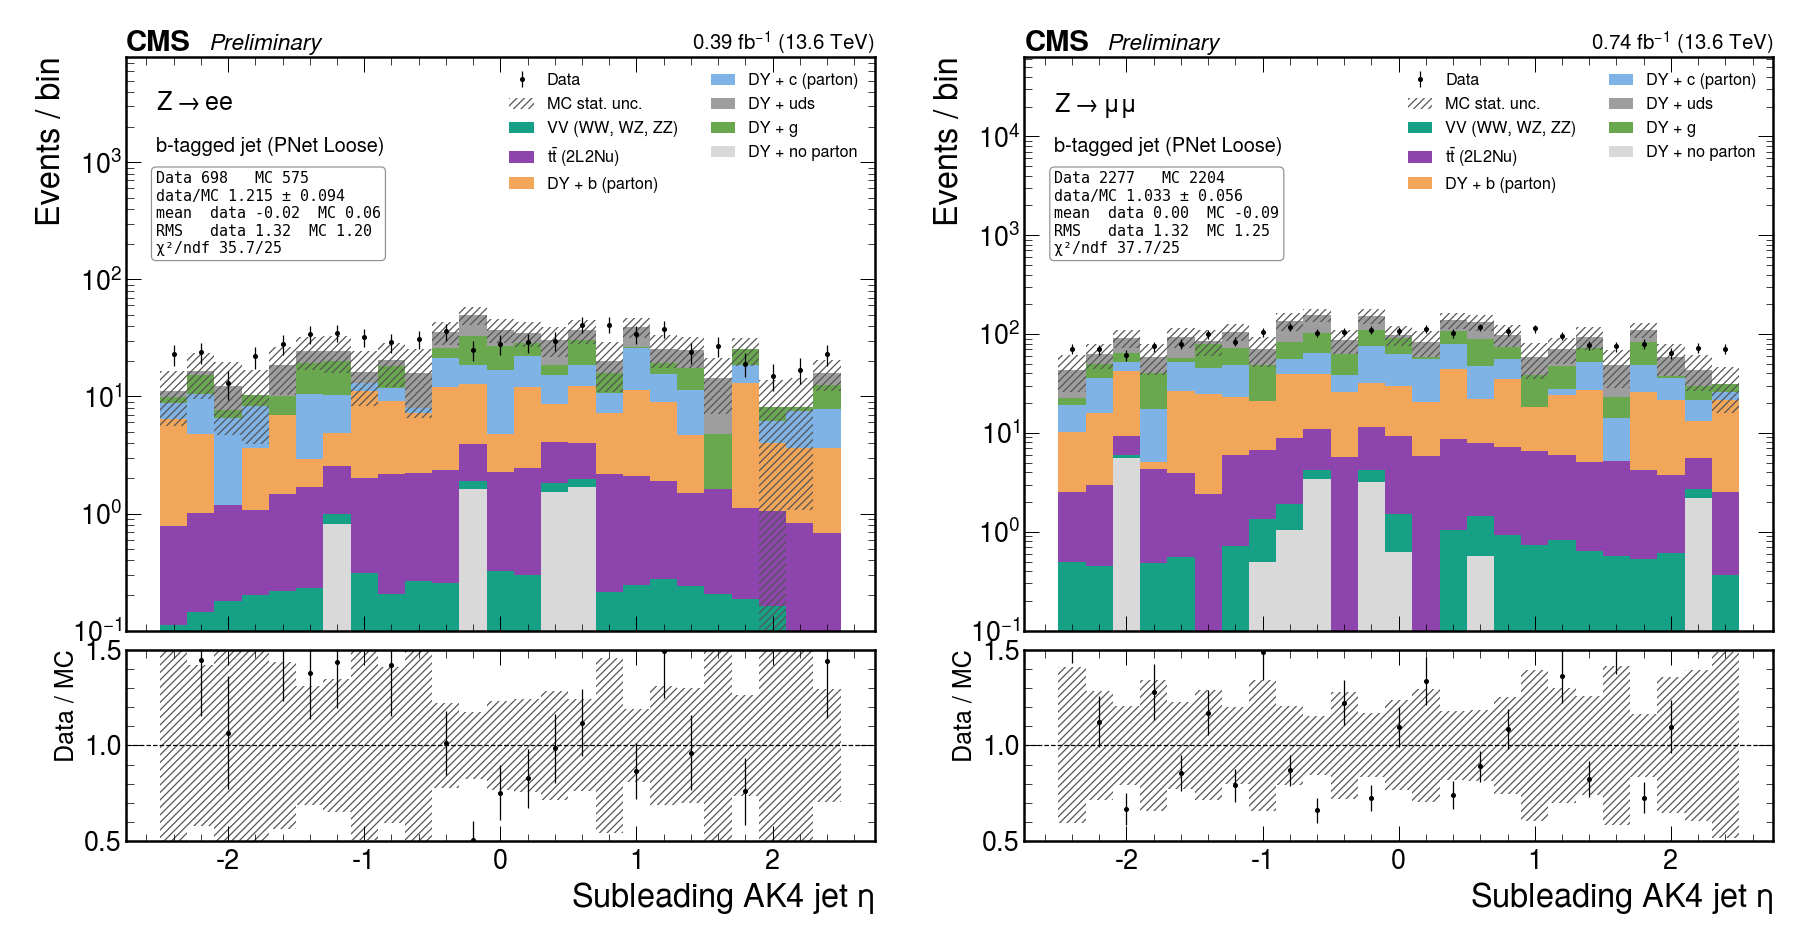 CMS Preliminary 0.39 fb⁻¹ (13.6 TeV)
Events / bin
Z → ee
b-tagged jet (PNet Loose)
Data 698   MC 575
data/MC 1.215 ± 0.094
mean  data -0.02  MC 0.06
RMS   data 1.32  MC 1.20
χ²/ndf 35.7/25
Data
MC stat. unc.
VV (WW, WZ, ZZ)
tt̄ (2L2Nu)
DY + b (parton)
DY + c (parton)
DY + uds
DY + g
DY + no parton
10³
10²
10¹
10⁰
10⁻¹
Data / MC
1.5
1.0
0.5
-2 -1 0 1 2
Subleading AK4 jet η
CMS Preliminary 0.74 fb⁻¹ (13.6 TeV)
Events / bin
Z → μμ
b-tagged jet (PNet Loose)
Data 2277   MC 2204
data/MC 1.033 ± 0.056
mean  data 0.00  MC -0.09
RMS   data 1.32  MC 1.25
χ²/ndf 37.7/25
Data
MC stat. unc.
VV (WW, WZ, ZZ)
tt̄ (2L2Nu)
DY + b (parton)
DY + c (parton)
DY + uds
DY + g
DY + no parton
10⁴
10³
10²
10¹
10⁰
10⁻¹
Data / MC
1.5
1.0
0.5
-2 -1 0 1 2
Subleading AK4 jet η